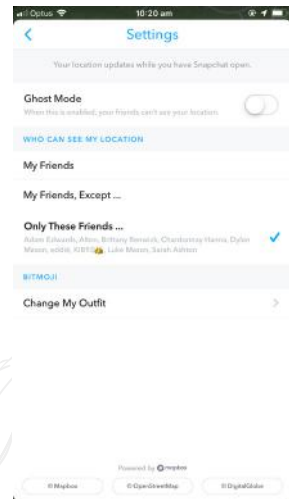 Optus 10:20 am
Settings
Your location updates while you have Snapchat open.
Ghost Mode
When this is enabled, your friends can't see your location.
WHO CAN SEE MY LOCATION
My Friends
My Friends, Except ...
Only These Friends ...
Adam Edwards, Allen, Brittany Renwick, Chardonnay Harris, Dylan
Mason, eddie, Luke Mason, Sarah Ashton
BITMOJI
Change My Outfit
Powered by mapbox
© Mapbox © OpenStreetMap © DigitalGlobe